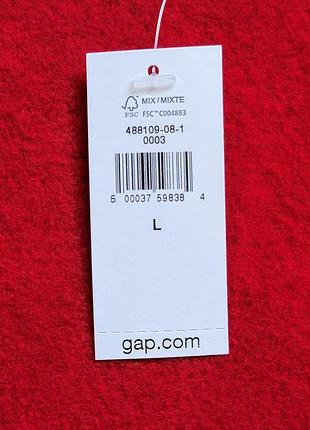 MIX/MIXTE
FSC FSC™ C004883
488109-08-1
0003
5 00037 59838 4
L
gap.com